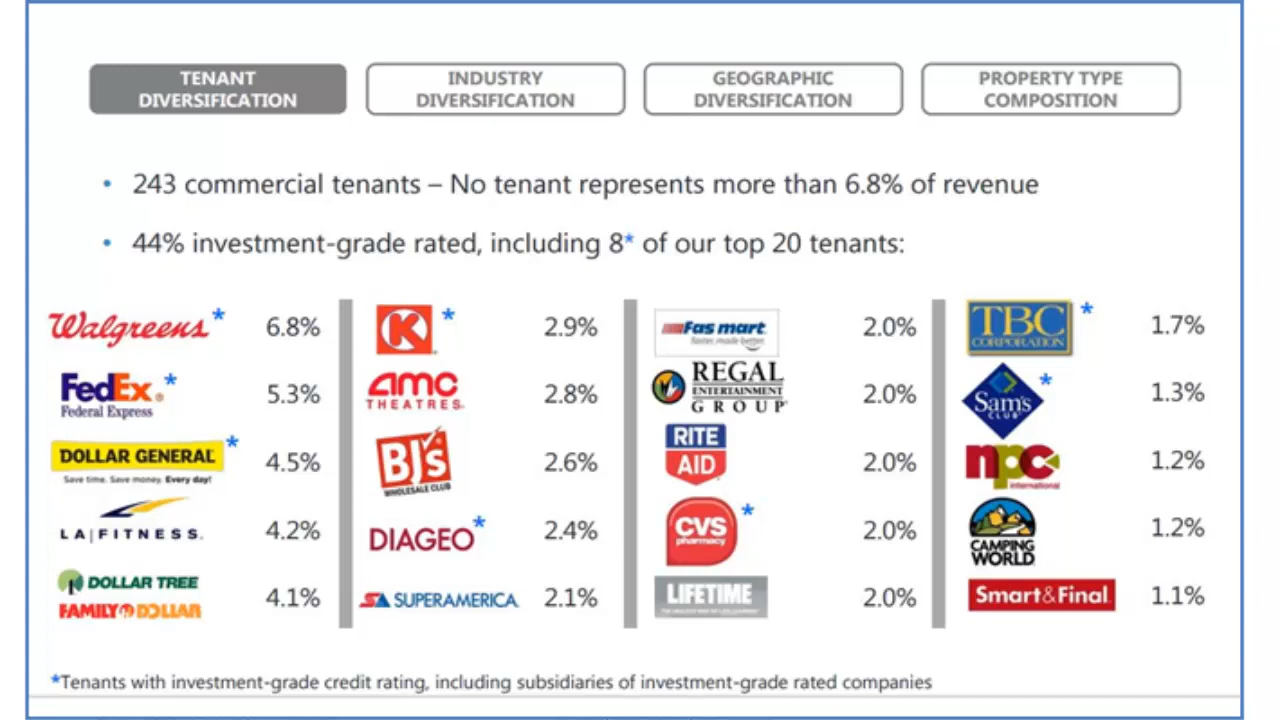 TENANT
DIVERSIFICATION
INDUSTRY
DIVERSIFICATION
GEOGRAPHIC
DIVERSIFICATION
PROPERTY TYPE
COMPOSITION
• 243 commercial tenants – No tenant represents more than 6.8% of revenue
• 44% investment-grade rated, including 8* of our top 20 tenants:
Walgreens* 6.8%
FedEx® *
Federal Express
5.3%
DOLLAR GENERAL *
Save time. Save money. Every day!
4.5%
LA|FITNESS. 4.2%
DOLLAR TREE
FAMILY DOLLAR
4.1%
K * 2.9%
amc
THEATRES
2.8%
BJ's
WHOLESALE CLUB
2.6%
DIAGEO* 2.4%
SA SUPERAMERICA 2.1%
Fas mart
faster, made better.
2.0%
REGAL
ENTERTAINMENT
GROUP
2.0%
RITE
AID
2.0%
CVS *
pharmacy
2.0%
LIFETIME
2.0%
TBC *
CORPORATION
1.7%
Sam's *
CLUB
1.3%
npc
international
1.2%
CAMPING
WORLD
1.2%
Smart&Final. 1.1%
*Tenants with investment-grade credit rating, including subsidiaries of investment-grade rated companies